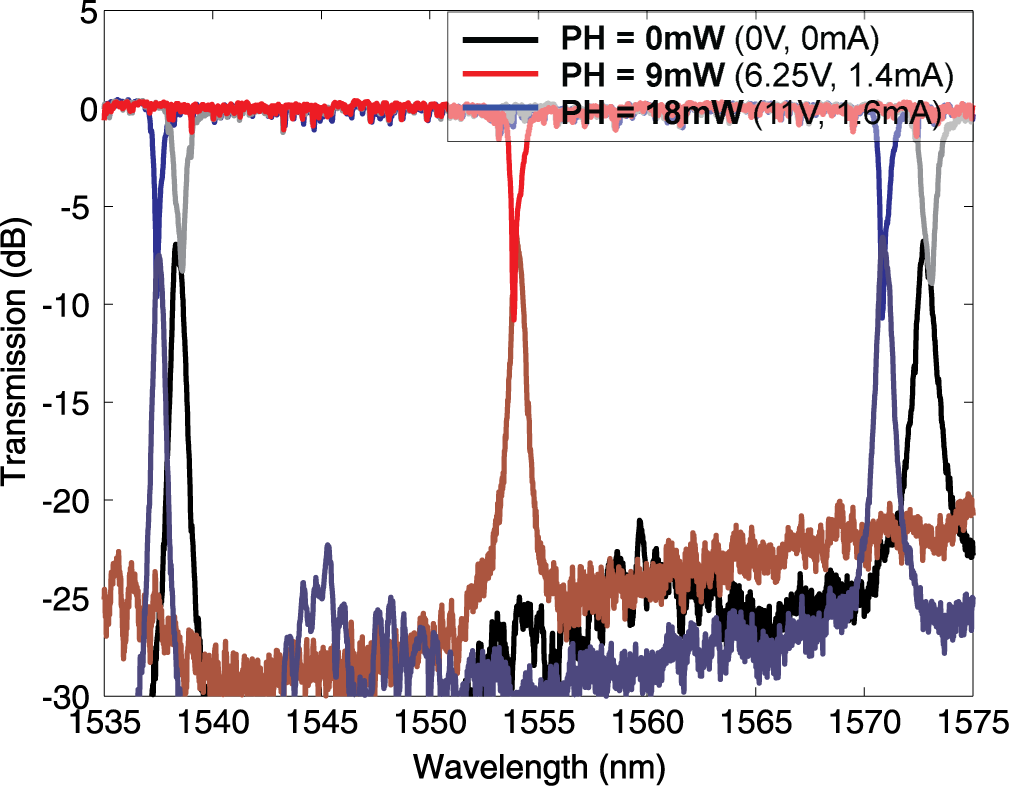 PH = 0mW (0V, 0mA)
PH = 9mW (6.25V, 1.4mA)
PH = 18mW (11V, 1.6mA)
5
0
-5
-10
-15
-20
-25
-30
Transmission (dB)
1535 1540 1545 1550 1555 1560 1565 1570 1575
Wavelength (nm)